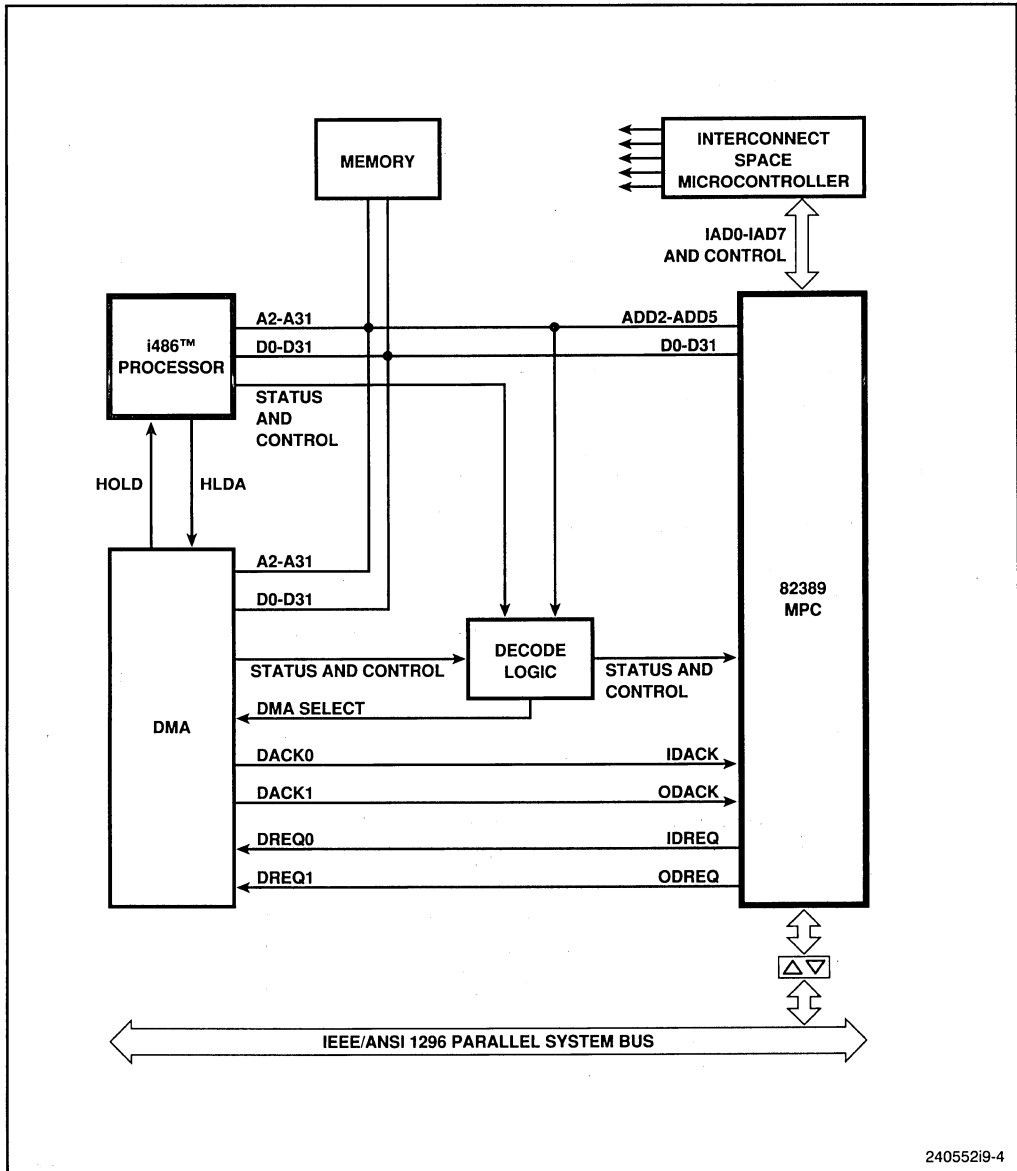 MEMORY
INTERCONNECT
SPACE
MICROCONTROLLER
IAD0-IAD7
AND CONTROL
i486™
PROCESSOR
A2-A31
ADD2-ADD5
D0-D31
D0-D31
STATUS
AND
CONTROL
HOLD
HLDA
A2-A31
D0-D31
82389
MPC
DECODE
LOGIC
STATUS AND CONTROL
STATUS AND
CONTROL
DMA
DMA SELECT
DACK0
IDACK
DACK1
ODACK
DREQ0
IDREQ
DREQ1
ODREQ
IEEE/ANSI 1296 PARALLEL SYSTEM BUS
240552i9-4